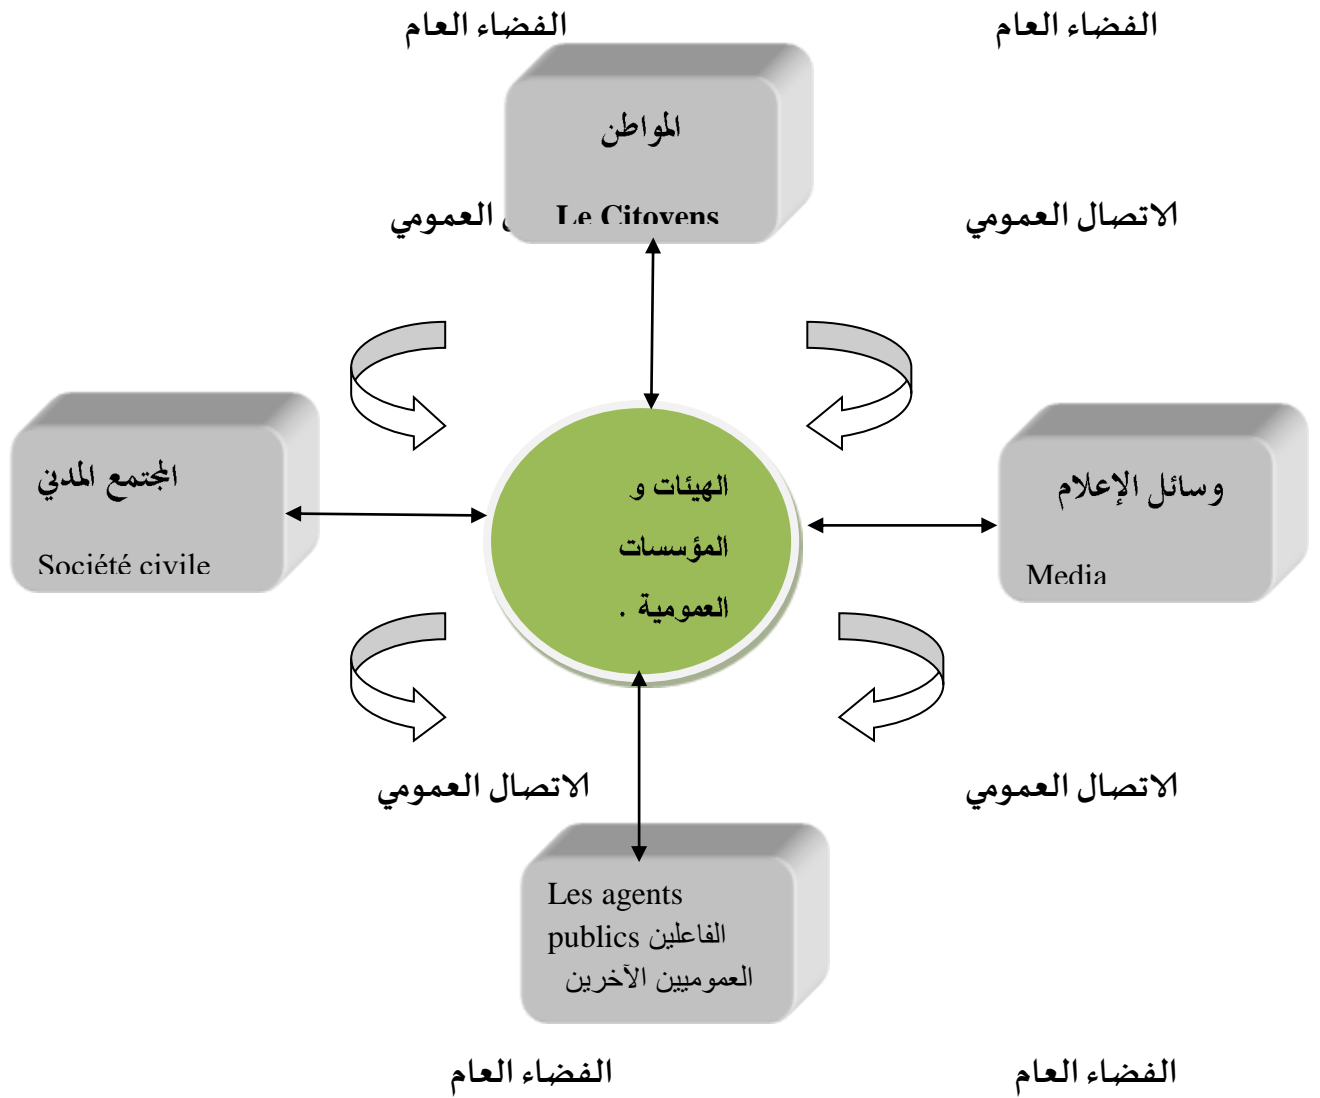 الفضاء العام
الفضاء العام
المواطن
Le Citoyens
الاتصال العمومي
العمومي
المجتمع المدني
Société civile
الهيئات و
المؤسسات
العمومية .
وسائل الإعلام
Media
الاتصال العمومي
الاتصال العمومي
Les agents
publics الفاعلين
العموميين الآخرين
الفضاء العام
الفضاء العام